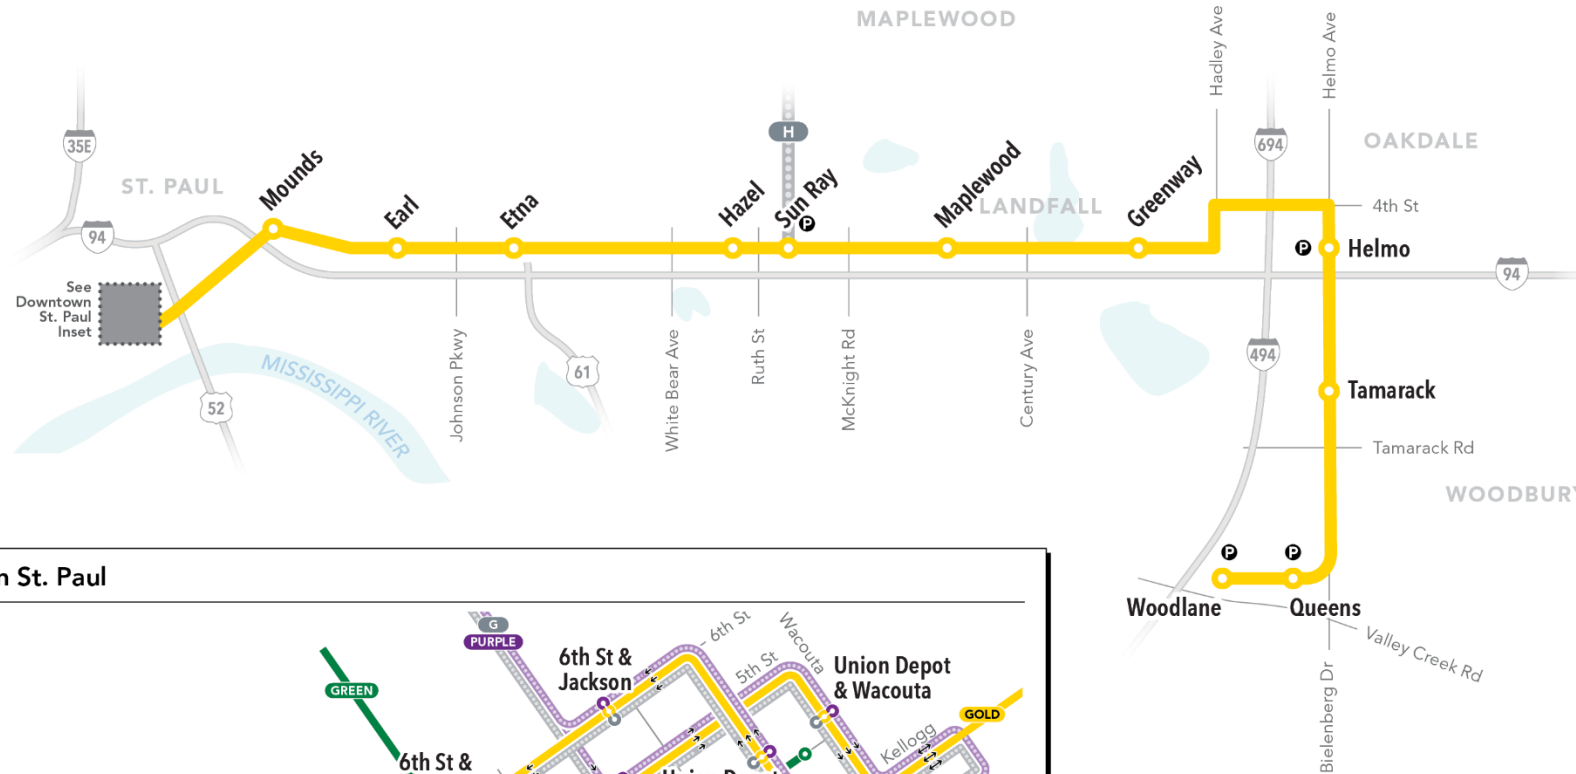 MAPLEWOOD
Hadley Ave
Helmo Ave
35E
ST. PAUL
94
Mounds
Earl
Etna
Hazel
H
Sun Ray
P
Maplewood
LANDFALL
Greenway
694
OAKDALE
4th St
P
Helmo
94
See
Downtown
St. Paul
Inset
MISSISSIPPI RIVER
52
Johnson Pkwy
61
White Bear Ave
Ruth St
McKnight Rd
Century Ave
494
Tamarack
Tamarack Rd
WOODBURY
P
P
Woodlane
Queens
Valley Creek Rd
Bielenberg Dr
n St. Paul
G
PURPLE
GREEN
6th St &
Jackson
6th St
5th St
Wacouta
Union Depot
& Wacouta
GOLD
Kellogg
6th St &